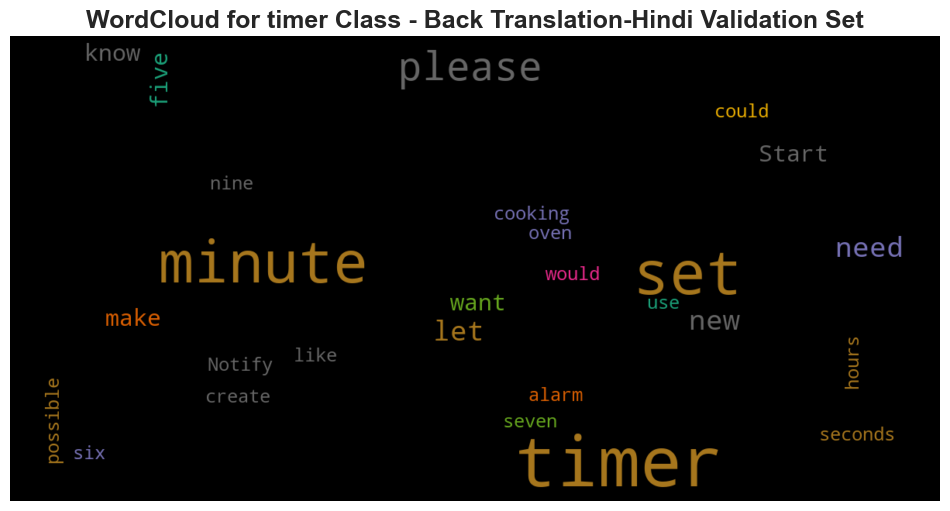 WordCloud for timer Class - Back Translation-Hindi Validation Set
know
five
please
could
Start
nine
cooking
oven
need
minute
would
set
want
use
make
let
new
Notify
like
hours
create
alarm
possible
seven
seconds
six
timer